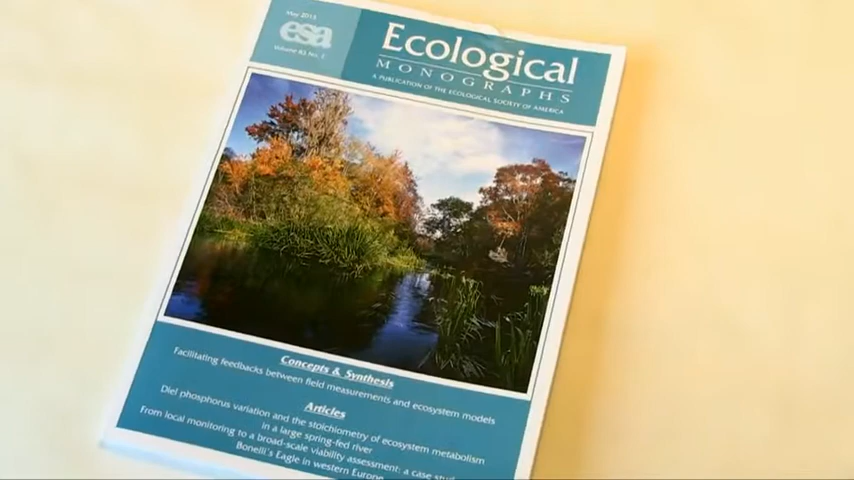 May 2013
esa
Volume 83 No. 2
Ecological
MONOGRAPHS
A PUBLICATION OF THE ECOLOGICAL SOCIETY OF AMERICA
Concepts & Synthesis
Facilitating feedbacks between field measurements and ecosystem models
Articles
Diel phosphorus variation and the stoichiometry of ecosystem metabolism
in a large spring-fed river
From local monitoring to a broad-scale viability assessment: a case
Bonelli's Eagle in western Europe